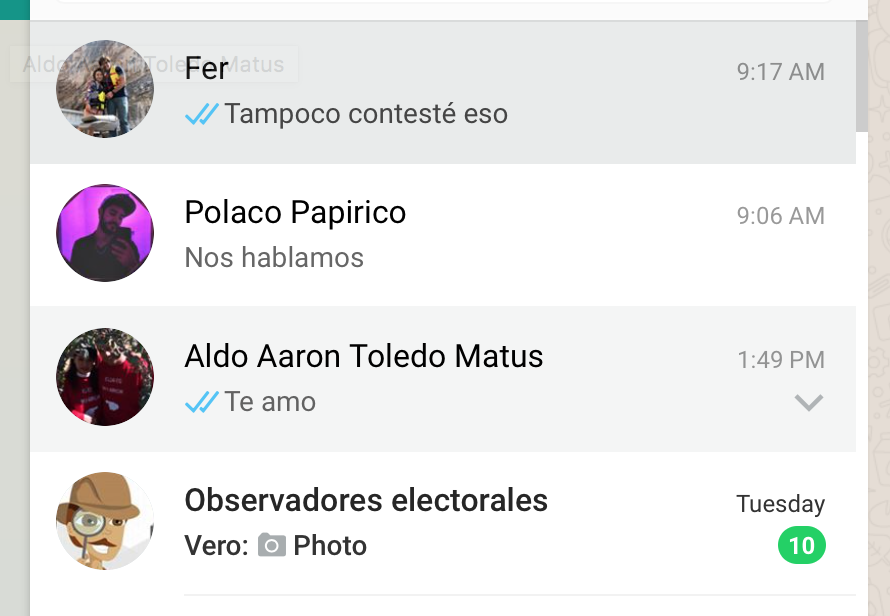 Aldo Aaron Toledo Matus
Fer
9:17 AM
Tampoco contesté eso
Polaco Papirico
9:06 AM
Nos hablamos
Aldo Aaron Toledo Matus
1:49 PM
Te amo
Observadores electorales
Tuesday
Vero: Photo
10